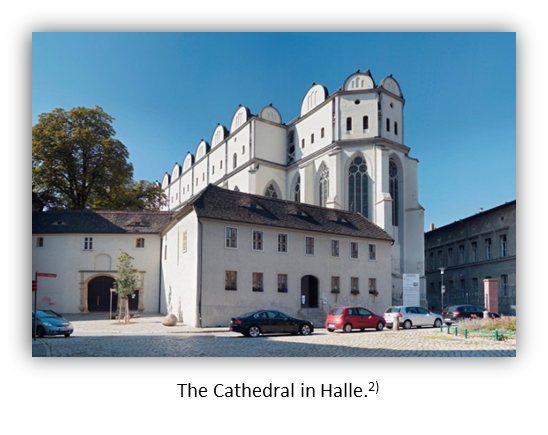 The Cathedral in Halle.2)